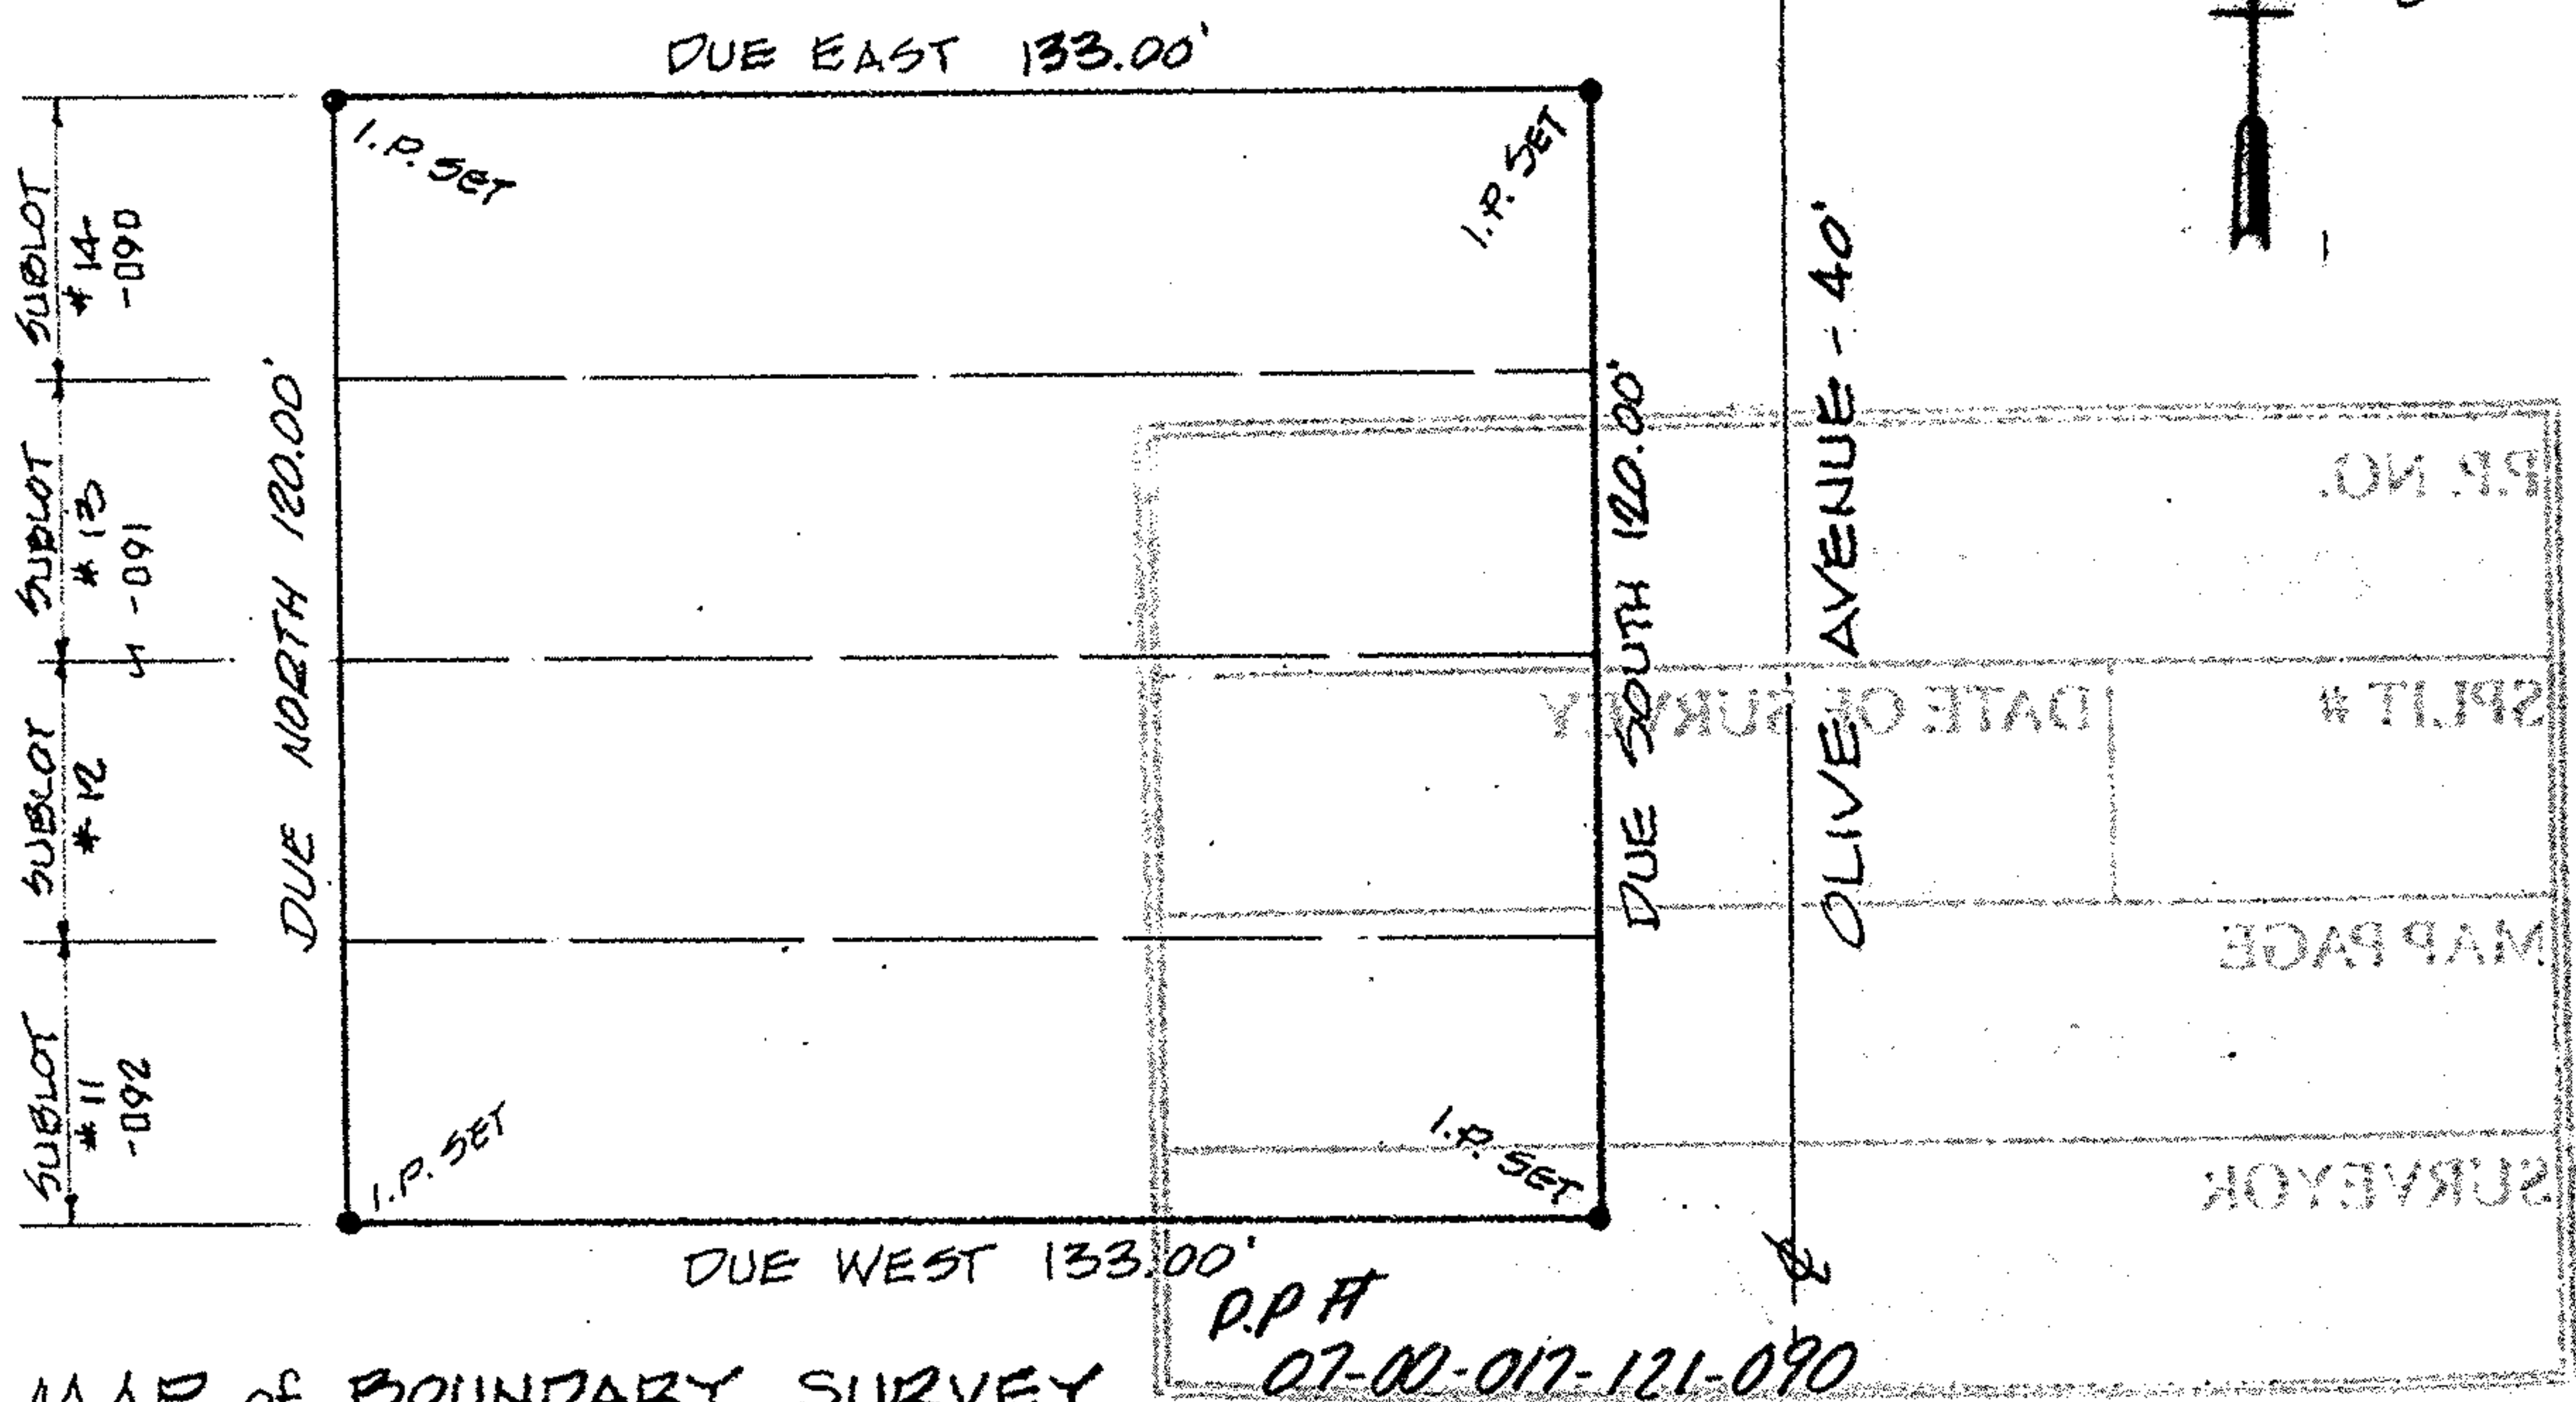 DUE EAST 133.00'
I.P. SET
I.P. SET
SUBLOT
# 14
-090
SUBLOT
# 13
-091
SUBLOT
# 12
SUBLOT
# 11
-092
DUE NORTH 120.00'
DUE SOUTH 120.00'
OLIVE AVENUE - 40'
P.P. NO.
SPLIT #
DATE OF SURVEY
MAP PAGE
SURVEYOR
I.P. SET
I.P. SET
DUE WEST 133.00'
P.P #
07-00-017-121-090
MAP of BOUNDARY SURVEY